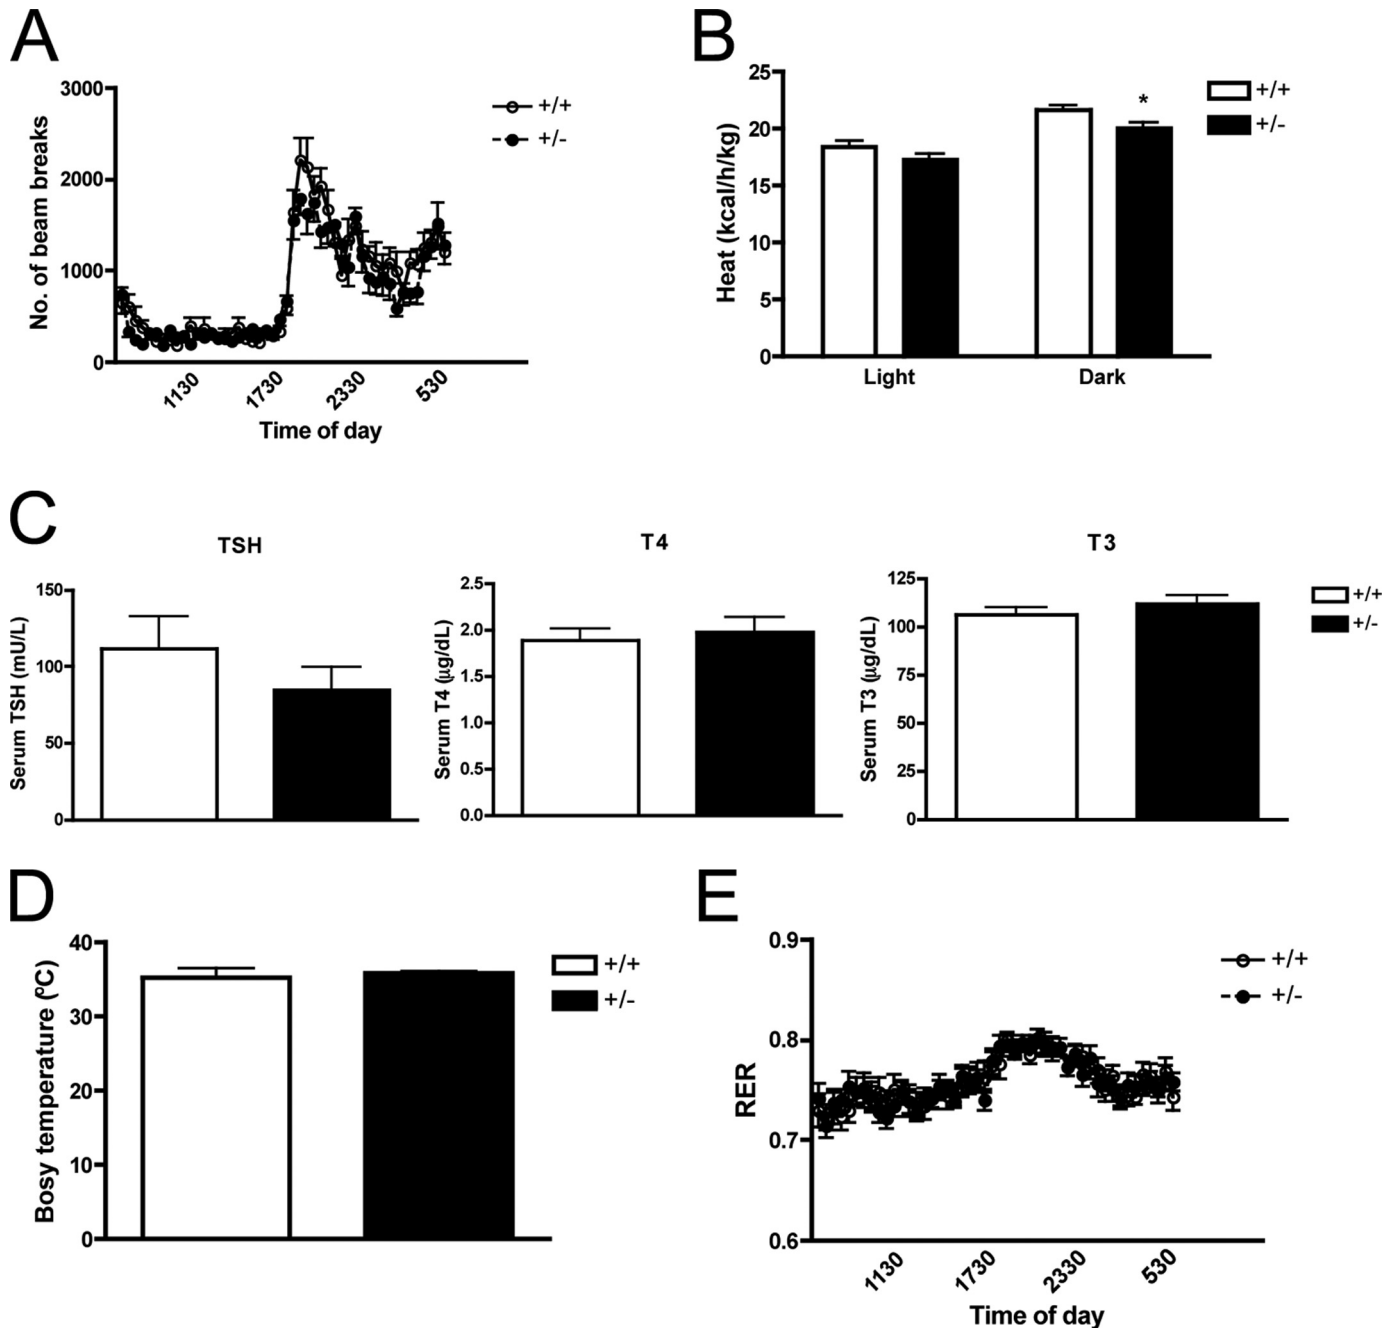 A
No. of beam breaks
3000
2000
1000
0
1130
1730
2330
530
Time of day
+/+
+/-
B
Heat (kcal/h/kg)
25
20
15
10
5
0
*
Light
Dark
+/+
+/-
C
TSH
Serum TSH (mU/L)
150
100
50
0
T4
Serum T4 (µg/dL)
2.5
2.0
1.5
1.0
0.5
0.0
T3
Serum T3 (µg/dL)
125
100
75
50
25
0
+/+
+/-
D
Bosy temperature (ºC)
40
30
20
10
0
+/+
+/-
E
RER
0.9
0.8
0.7
0.6
1130
1730
2330
530
Time of day
+/+
+/-